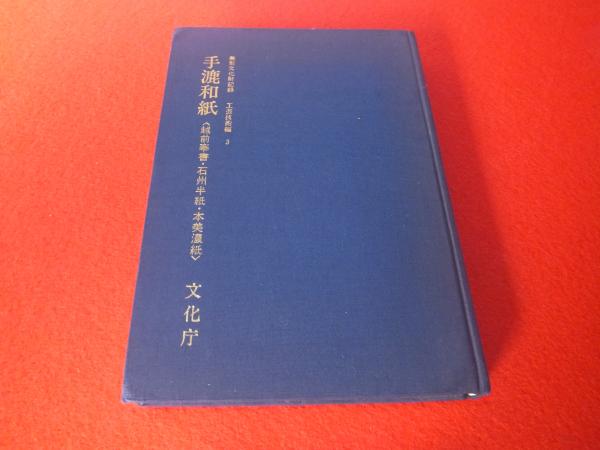 無形文化財記録 工芸技術編 3
手漉和紙〈越前奉書・石州半紙・本美濃紙〉
文化庁